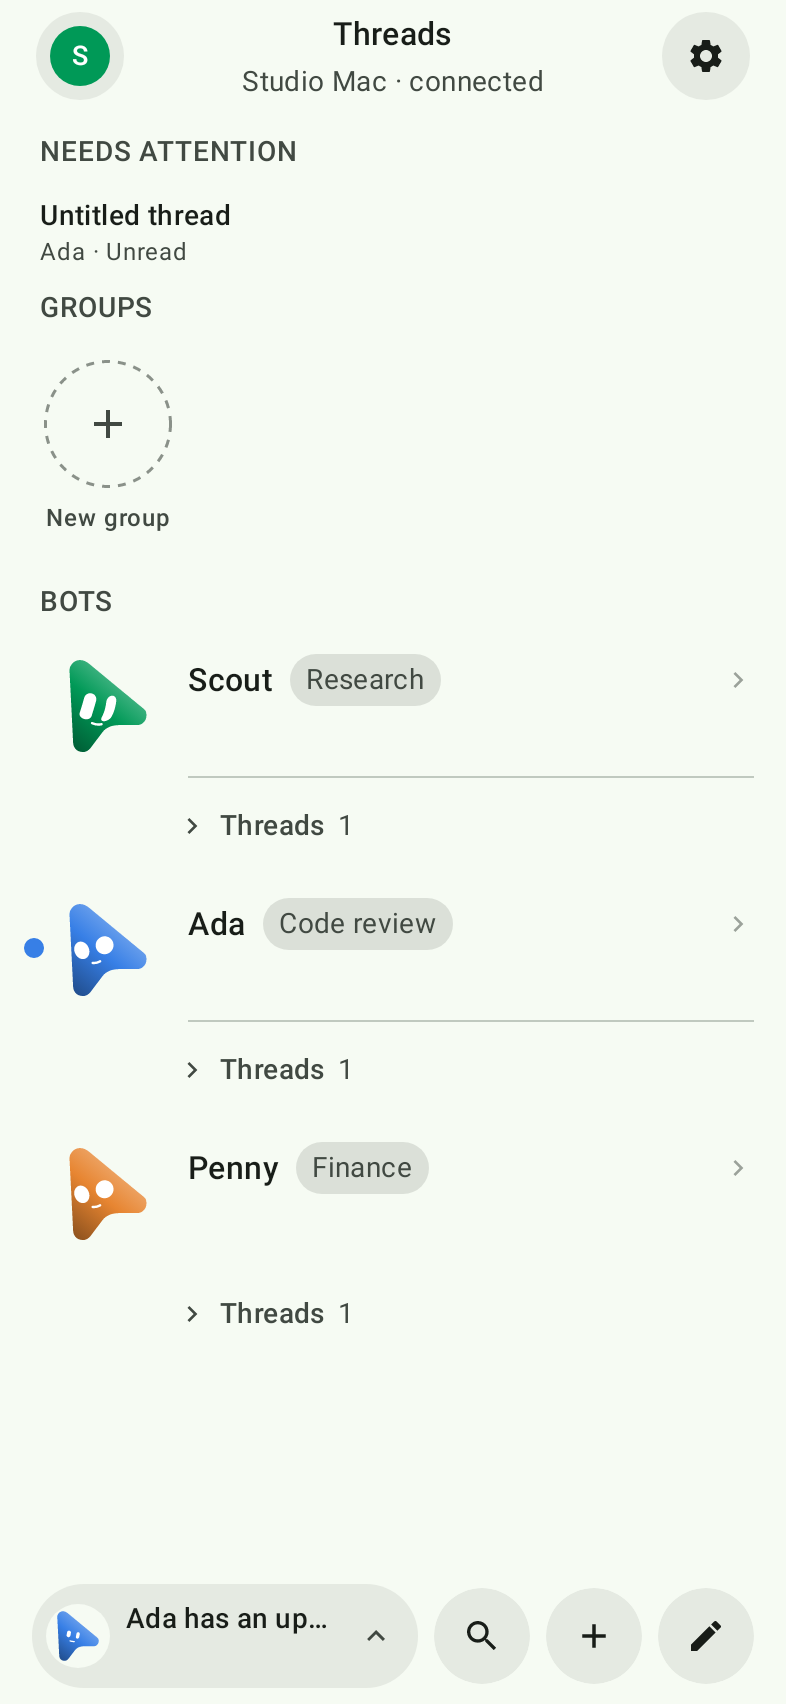 S
Threads
Studio Mac · connected
NEEDS ATTENTION
Untitled thread
Ada · Unread
GROUPS
New group
BOTS
Scout Research
Threads 1
Ada Code review
Threads 1
Penny Finance
Threads 1
Ada has an up...